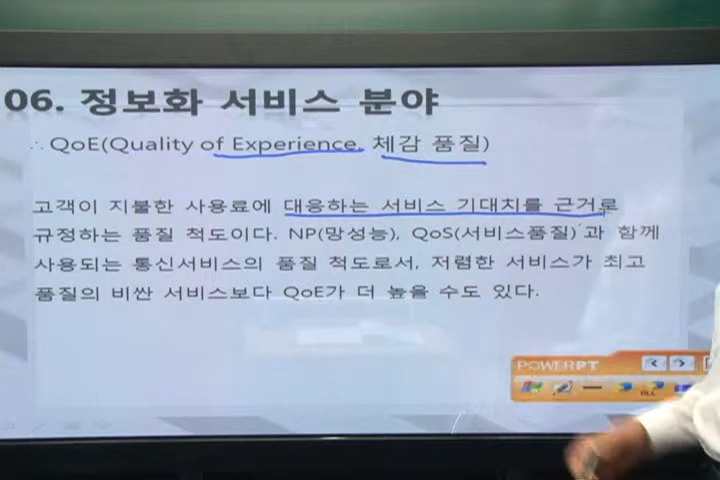 06. 정보화 서비스 분야
∴ QoE(Quality of Experience, 체감 품질)
고객이 지불한 사용료에 대응하는 서비스 기대치를 근거로
규정하는 품질 척도이다. NP(망성능), QoS(서비스품질)과 함께
사용되는 통신서비스의 품질 척도로서, 저렴한 서비스가 최고
품질의 비싼 서비스보다 QoE가 더 높을 수도 있다.
POWERPT